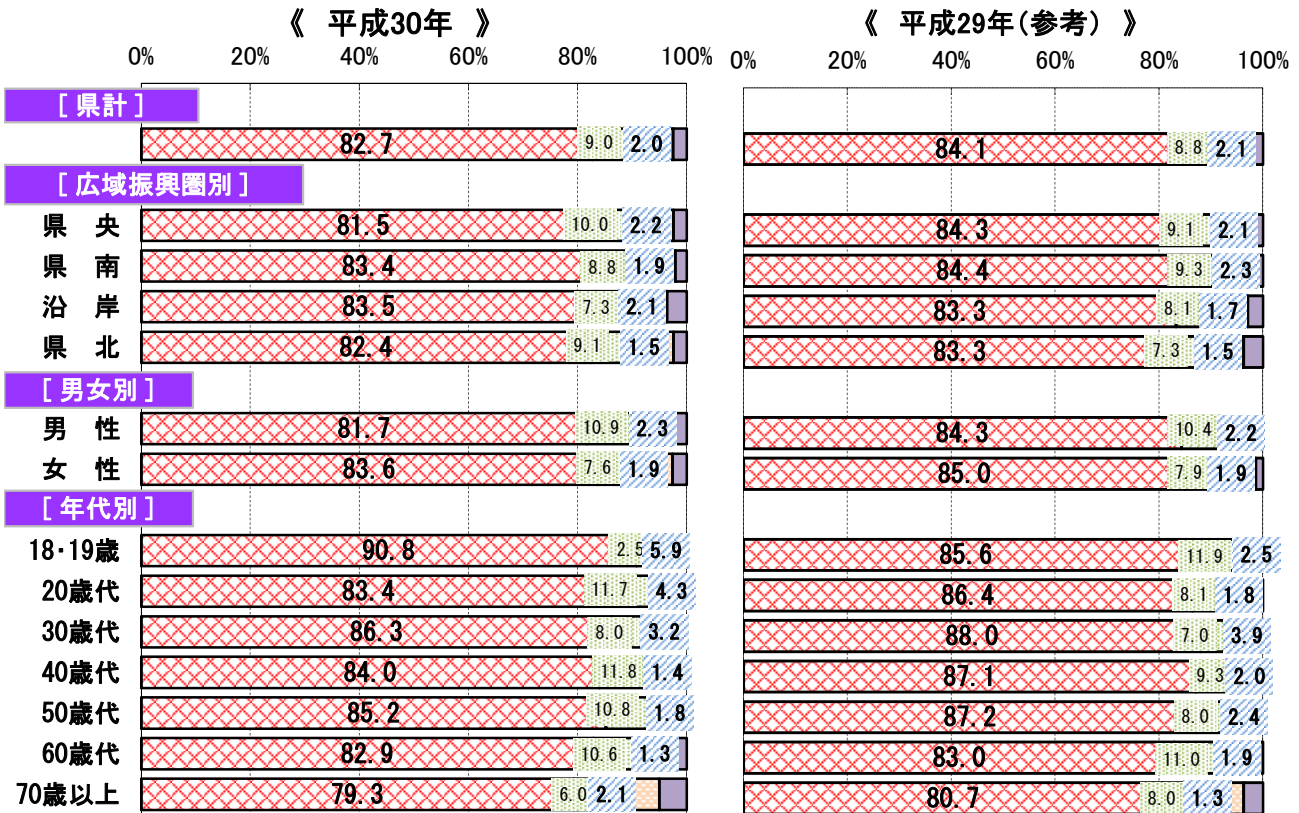 《 平成30年 》
0% 20% 40% 60% 80% 100%
[ 県計 ]
82.7 9.0 2.0
[ 広域振興圏別 ]
県 央 81.5 10.0 2.2
県 南 83.4 8.8 1.9
沿 岸 83.5 7.3 2.1
県 北 82.4 9.1 1.5
[ 男女別 ]
男 性 81.7 10.9 2.3
女 性 83.6 7.6 1.9
[ 年代別 ]
18・19歳 90.8 2.5 5.9
20歳代 83.4 11.7 4.3
30歳代 86.3 8.0 3.2
40歳代 84.0 11.8 1.4
50歳代 85.2 10.8 1.8
60歳代 82.9 10.6 1.3
70歳以上 79.3 6.0 2.1
《 平成29年(参考) 》
0% 20% 40% 60% 80% 100%
84.1 8.8 2.1
84.3 9.1 2.1
84.4 9.3 2.3
83.3 8.1 1.7
83.3 7.3 1.5
84.3 10.4 2.2
85.0 7.9 1.9
85.6 11.9 2.5
86.4 8.1 1.8
88.0 7.0 3.9
87.1 9.3 2.0
87.2 8.0 2.4
83.0 11.0 1.9
80.7 8.0 1.3